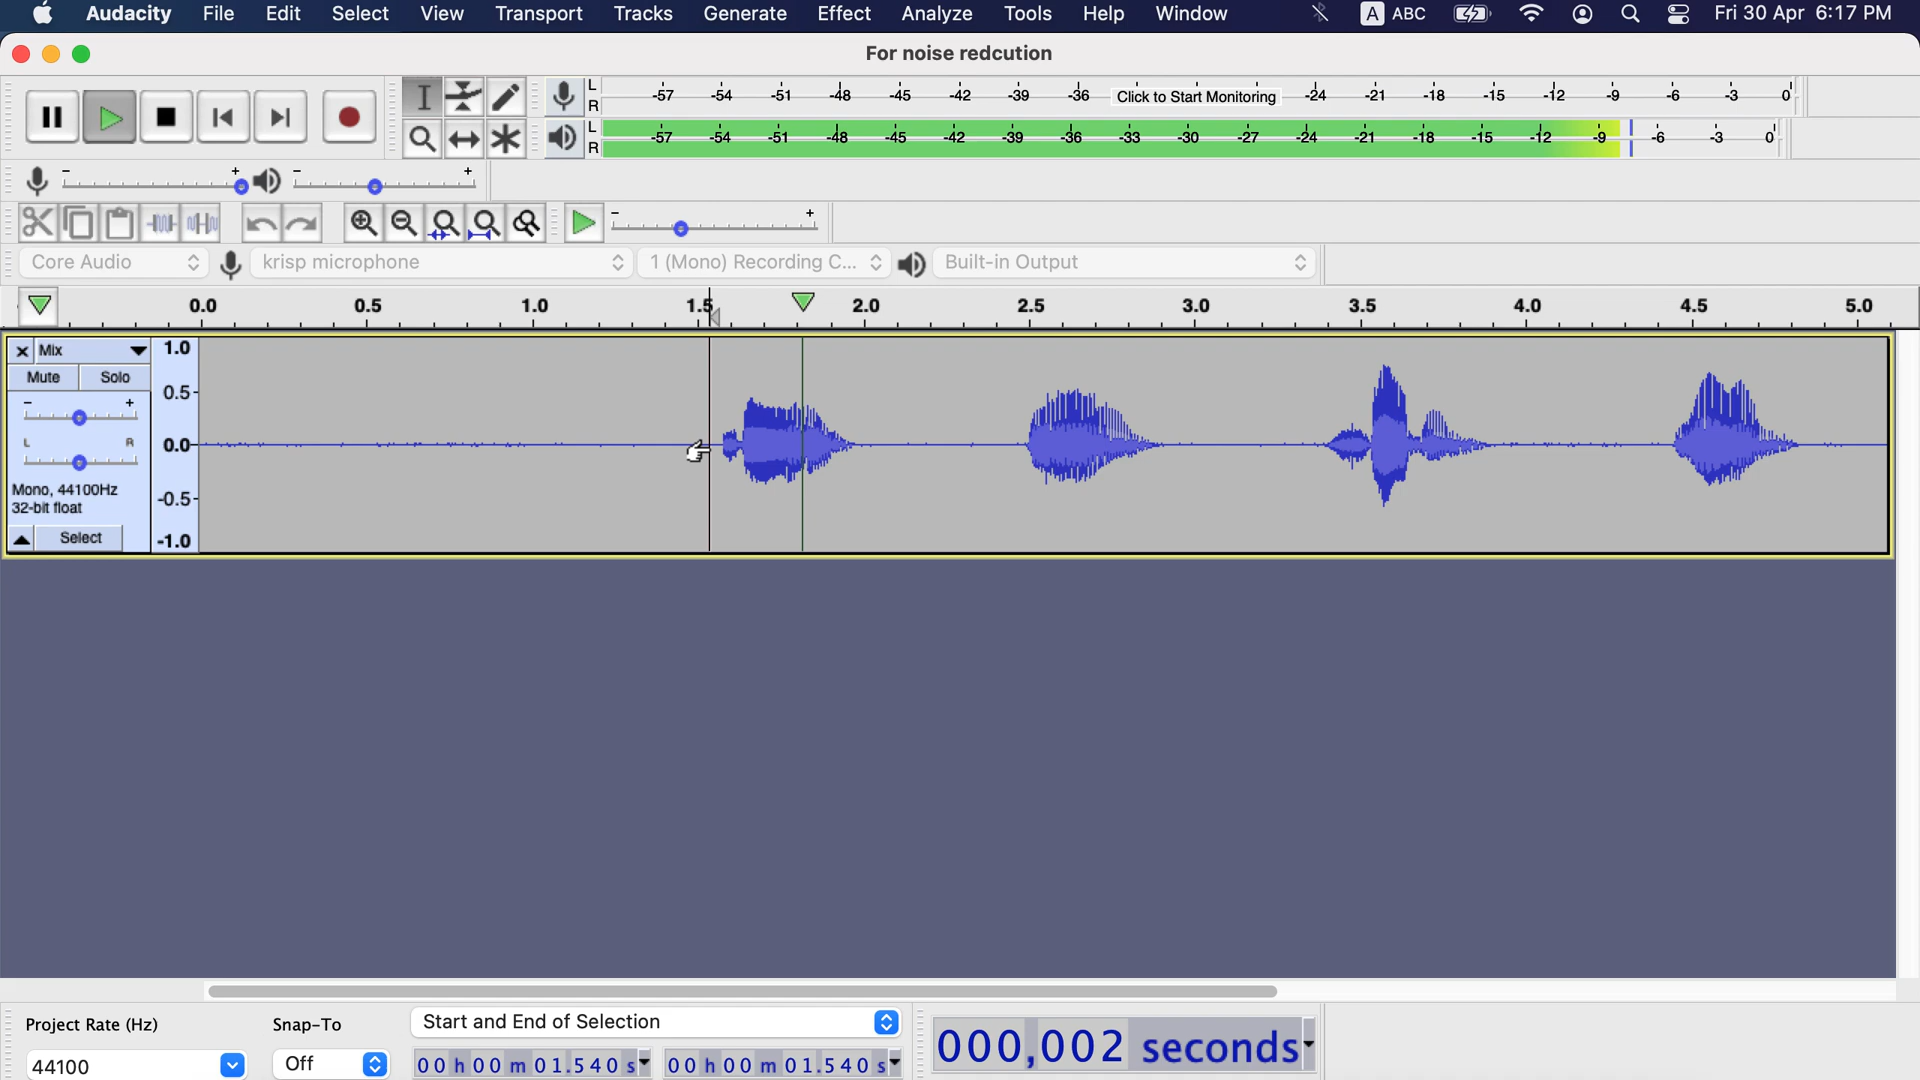 Audacity File Edit Select View Transport Tracks Generate Effect Analyze Tools Help Window A ABC Fri 30 Apr 6:17 PM
For noise redcution
L -57 -54 -51 -48 -45 -42 -39 -36 Click to Start Monitoring -24 -21 -18 -15 -12 -9 -6 -3 0
R
L -57 -54 -51 -48 -45 -42 -39 -36 -33 -30 -27 -24 -21 -18 -15 -12 -9 -6 -3 0
R
- + - +
- +
Core Audio krisp microphone 1 (Mono) Recording C... Built-in Output
0.0 0.5 1.0 1.5 2.0 2.5 3.0 3.5 4.0 4.5 5.0
× Mix 1.0
Mute Solo 0.5
- +
L R 0.0
Mono, 44100Hz -0.5
32-bit float
Select -1.0
Project Rate (Hz) Snap-To Start and End of Selection
44100 Off 00 h 00 m 01.540 s 00 h 00 m 01.540 s 000,002 seconds